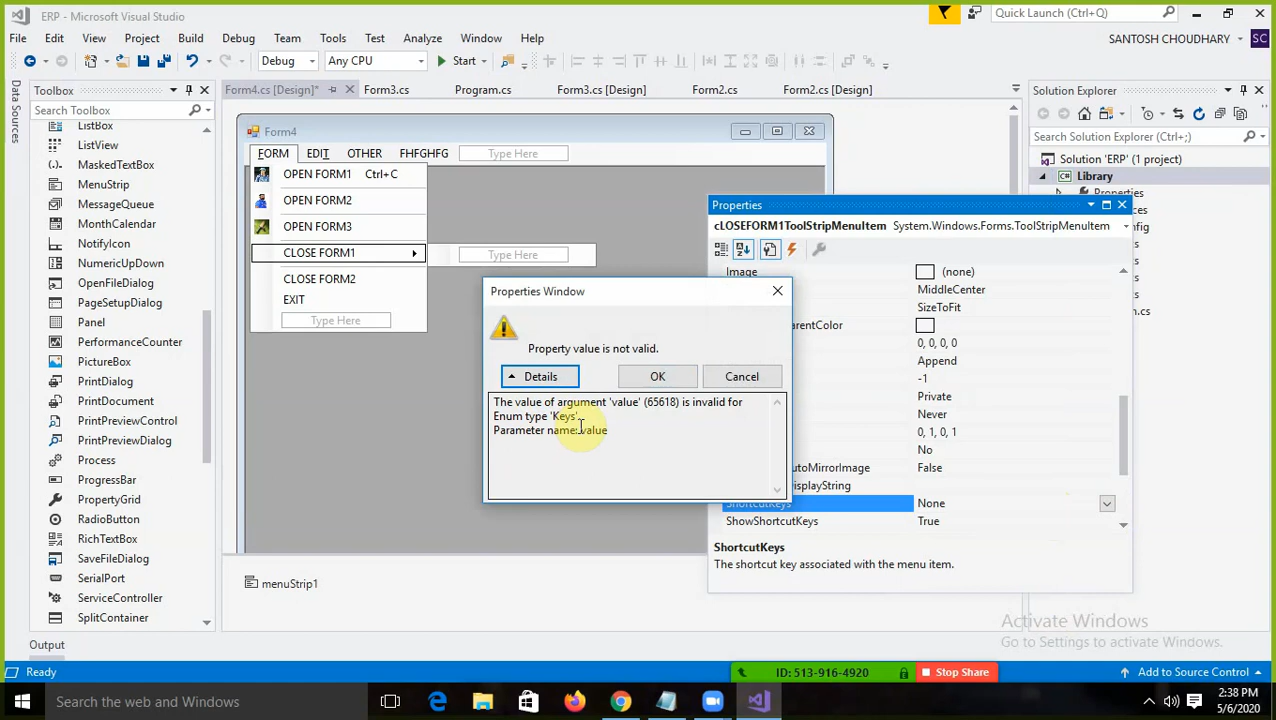 ERP - Microsoft Visual Studio
Quick Launch (Ctrl+Q)
File Edit View Project Build Debug Team Tools Test Analyze Window Help
SANTOSH CHOUDHARY SC
Debug Any CPU Start
Data Sources
Toolbox
Form4.cs [Design]* Form3.cs Program.cs Form3.cs [Design] Form2.cs Form2.cs [Design]
Solution Explorer
Search Toolbox
Search Solution Explorer (Ctrl+;)
ListBox
ListView
MaskedTextBox
MenuStrip
MessageQueue
MonthCalendar
NotifyIcon
NumericUpDown
OpenFileDialog
PageSetupDialog
Panel
PerformanceCounter
PictureBox
PrintDialog
PrintDocument
PrintPreviewControl
PrintPreviewDialog
Process
ProgressBar
PropertyGrid
RadioButton
RichTextBox
SaveFileDialog
SerialPort
ServiceController
SplitContainer
Form4
FORM EDIT OTHER FHFGHFG Type Here
OPEN FORM1 Ctrl+C
OPEN FORM2
OPEN FORM3
CLOSE FORM1 Type Here
CLOSE FORM2
EXIT
Type Here
Solution 'ERP' (1 project)
C# Library
Properties
Properties
cLOSEFORM1ToolStripMenuItem System.Windows.Forms.ToolStripMenuItem
Image (none)
MiddleCenter
SizeToFit
arentColor
0, 0, 0, 0
Append
-1
Private
Never
0, 1, 0, 1
No
utoMirrorImage False
DisplayString
ShortcutKeys None
ShowShortcutKeys True
ShortcutKeys
The shortcut key associated with the menu item.
Properties Window
Property value is not valid.
Details OK Cancel
The value of argument 'value' (65618) is invalid for
Enum type 'Keys'.
Parameter name: value
menuStrip1
Activate Windows
Go to Settings to activate Windows.
Output
Ready
ID: 513-916-4920 Stop Share
Add to Source Control
Search the web and Windows
2:38 PM
5/6/2020